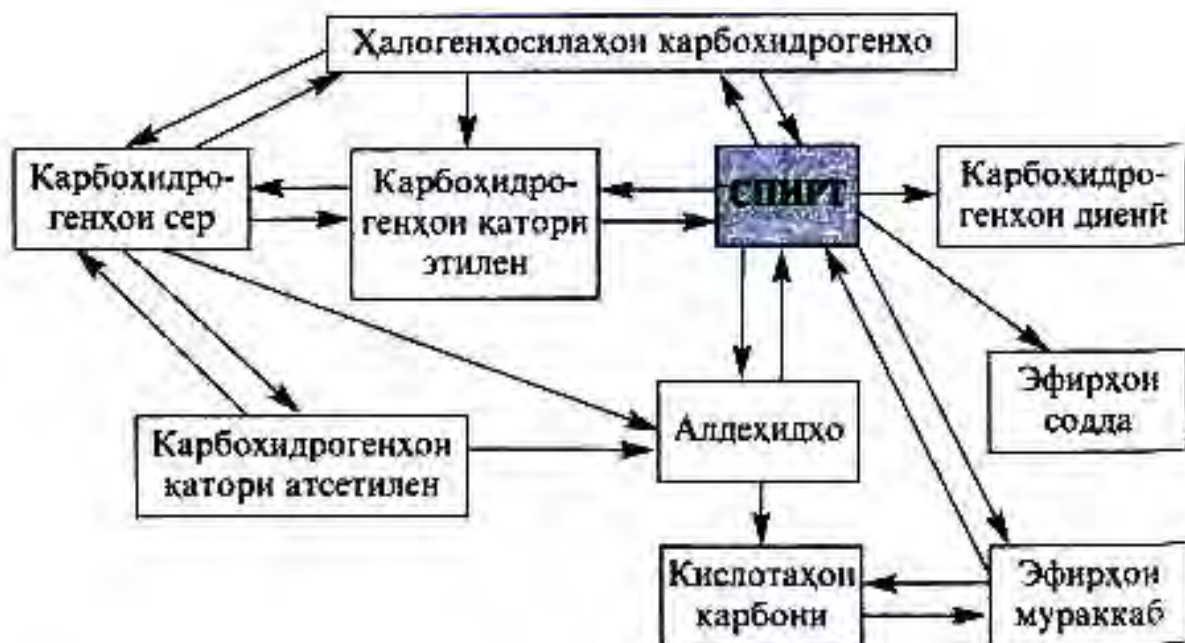 Ҳалогенҳосилаҳои карбоҳидрогенҳо
Карбоҳидро-
генҳои сер
Карбоҳидро-
генҳои қатори
этилен
СПИРТ
Карбоҳидро-
генҳои диенӣ
Эфирҳои
содда
Алдеҳидҳо
Карбоҳидрогенҳои
қатори атсетилен
Кислотаҳои
карбони
Эфирҳои
мураккаб